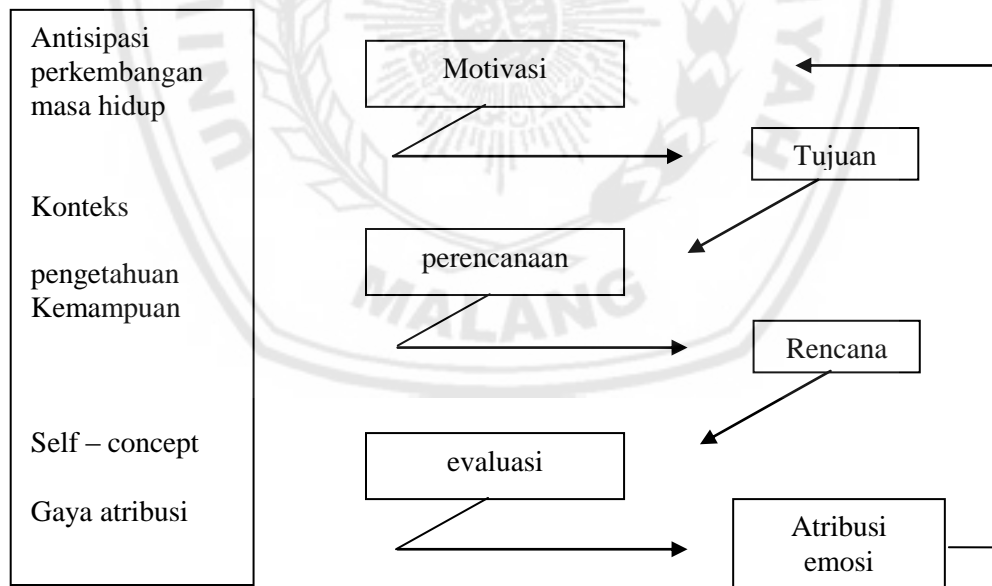 Antisipasi
perkembangan
masa hidup
Motivasi
Tujuan
Konteks
pengetahuan
Kemampuan
perencanaan
Rencana
Self – concept
Gaya atribusi
evaluasi
Atribusi
emosi
MALANG